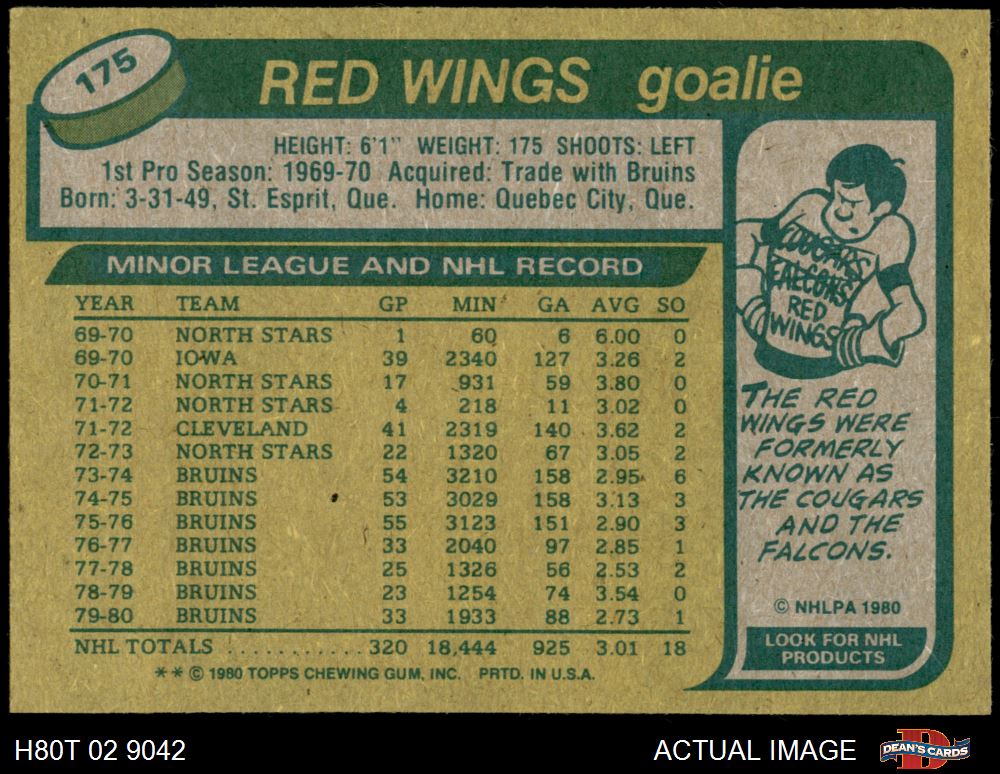 175
RED WINGS goalie
HEIGHT: 6'1" WEIGHT: 175 SHOOTS: LEFT
1st Pro Season: 1969-70 Acquired: Trade with Bruins
Born: 3-31-49, St. Esprit, Que. Home: Quebec City, Que.
MINOR LEAGUE AND NHL RECORD
YEAR TEAM GP MIN GA AVG SO
69-70 NORTH STARS 1 60 6 6.00 0
69-70 IOWA 39 2340 127 3.26 2
70-71 NORTH STARS 17 931 59 3.80 0
71-72 NORTH STARS 4 218 11 3.02 0
71-72 CLEVELAND 41 2319 140 3.62 2
72-73 NORTH STARS 22 1320 67 3.05 2
73-74 BRUINS 54 3210 158 2.95 6
74-75 BRUINS 53 3029 158 3.13 3
75-76 BRUINS 55 3123 151 2.90 3
76-77 BRUINS 33 2040 97 2.85 1
77-78 BRUINS 25 1326 56 2.53 2
78-79 BRUINS 23 1254 74 3.54 0
79-80 BRUINS 33 1933 88 2.73 1
NHL TOTALS ........... 320 18,444 925 3.01 18
** © 1980 TOPPS CHEWING GUM, INC. PRTD. IN U.S.A.
COUGARS
FALCONS
RED
WINGS
THE RED
WINGS WERE
FORMERLY
KNOWN AS
THE COUGARS
AND THE
FALCONS.
© NHLPA 1980
LOOK FOR NHL
PRODUCTS
H80T 02 9042 ACTUAL IMAGE
DEAN'S CARDS